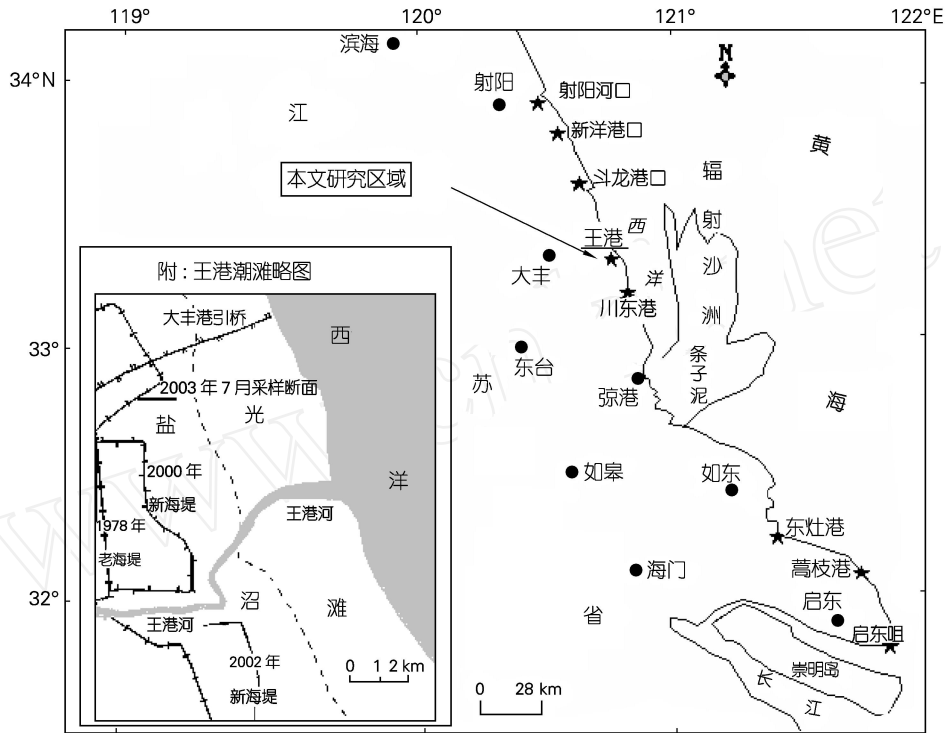 119°
120°
121°
122°E
34°N
33°
32°
滨海
射阳
射阳河口
新洋港口
斗龙港口
江
苏
省
N
黄
海
本文研究区域
辐
射
沙
洲
西
洋
王港
大丰
川东港
东台
条
子
泥
弶港
如皋
如东
东灶港
海门
蒿枝港
启东
启东咀
崇明岛
长
江
0 28 km
附:王港潮滩略图
大丰港引桥
西
洋
2003 年 7 月采样断面
盐
光
2000 年
新海堤
1978 年
老海堤
王港河
沼
滩
王港河
2002 年
新海堤
0 1 2 km